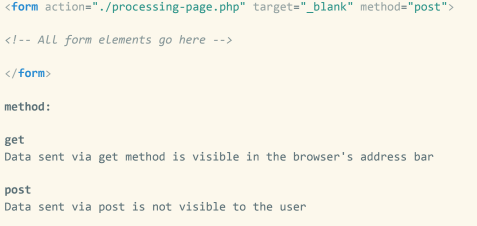 <form action="./processing-page.php" target="_blank" method="post">
<!-- All form elements go here -->
</form>
method:
get
Data sent via get method is visible in the browser's address bar
post
Data sent via post is not visible to the user